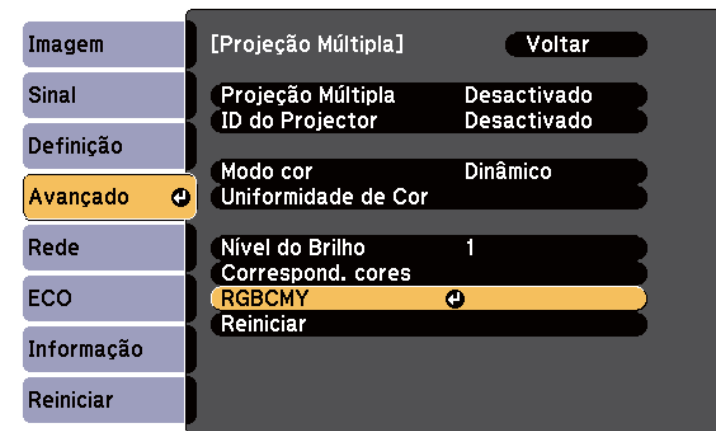 Imagem
Sinal
Definição
Avançado
Rede
ECO
Informação
Reiniciar
[Projeção Múltipla] Voltar
Projeção Múltipla Desactivado
ID do Projector Desactivado
Modo cor Dinâmico
Uniformidade de Cor
Nível do Brilho 1
Correspond. cores
RGBCMY
Reiniciar